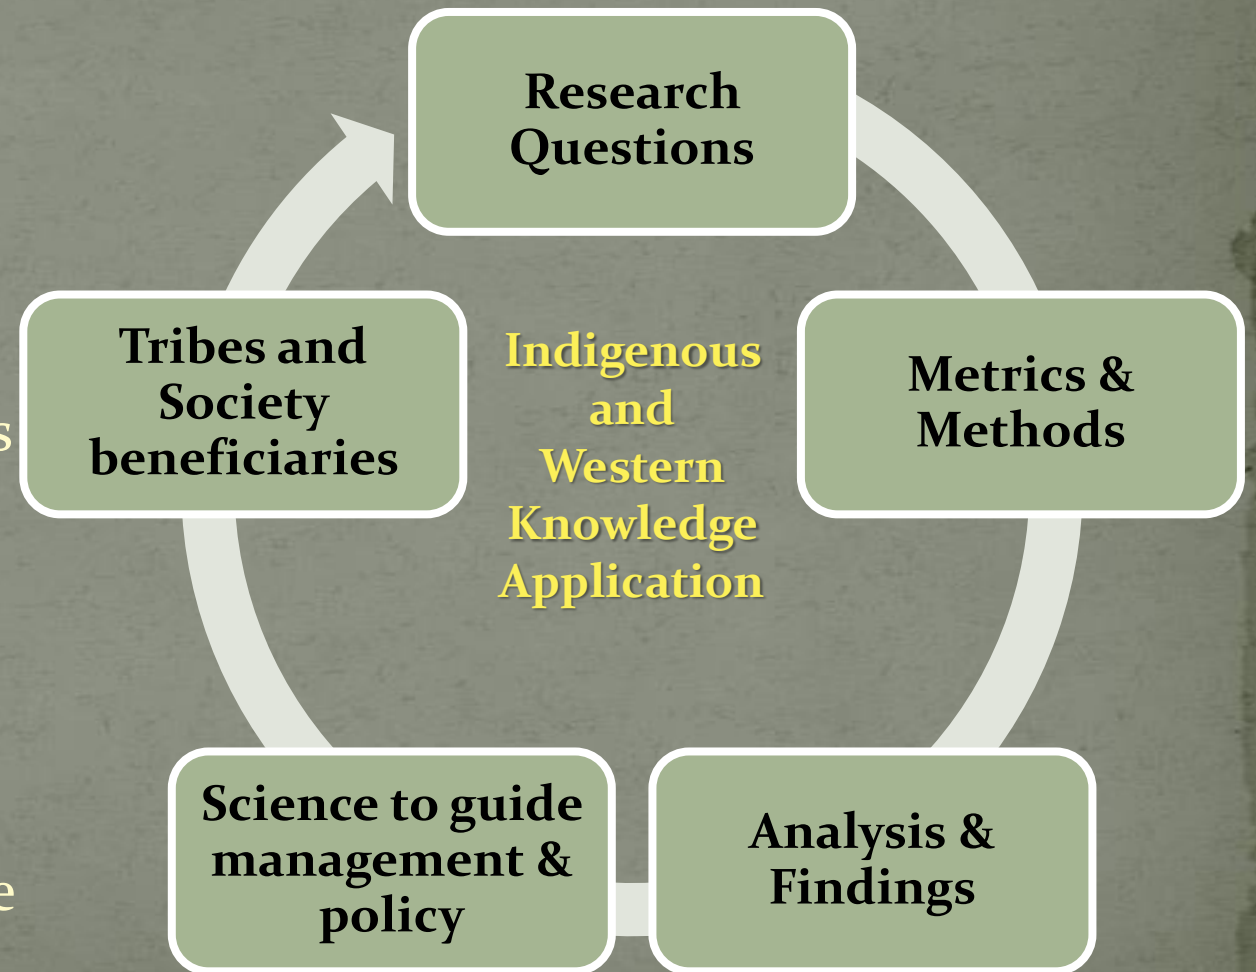 Research
Questions
Metrics &
Methods
Analysis &
Findings
Science to guide
management &
policy
Tribes and
Society
beneficiaries
Indigenous
and
Western
Knowledge
Application
s
e